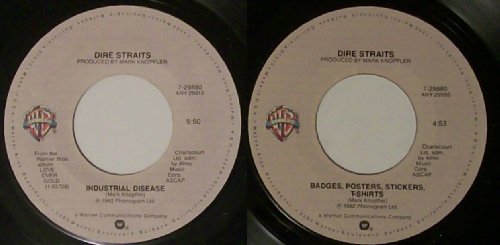 DIRE STRAITS
PRODUCED BY MARK KNOPFLER
7-29880
5:50
From the
Warner Bros.
album
LOVE
OVER
GOLD
(1-23728)
Chariscourt
Ltd. adm.
by Almo
Music
Corp.
ASCAP
INDUSTRIAL DISEASE
(Mark Knopfler)
℗ 1982 Phonogram Ltd.
a Warner Communications Company
DIRE STRAITS
PRODUCED BY MARK KNOPFLER
7-29880
4:53
Chariscourt
Ltd. adm.
by Almo
Music
Corp.
ASCAP
BADGES, POSTERS, STICKERS,
T-SHIRTS
(Mark Knopfler)
℗ 1982 Phonogram Ltd.
a Warner Communications Company